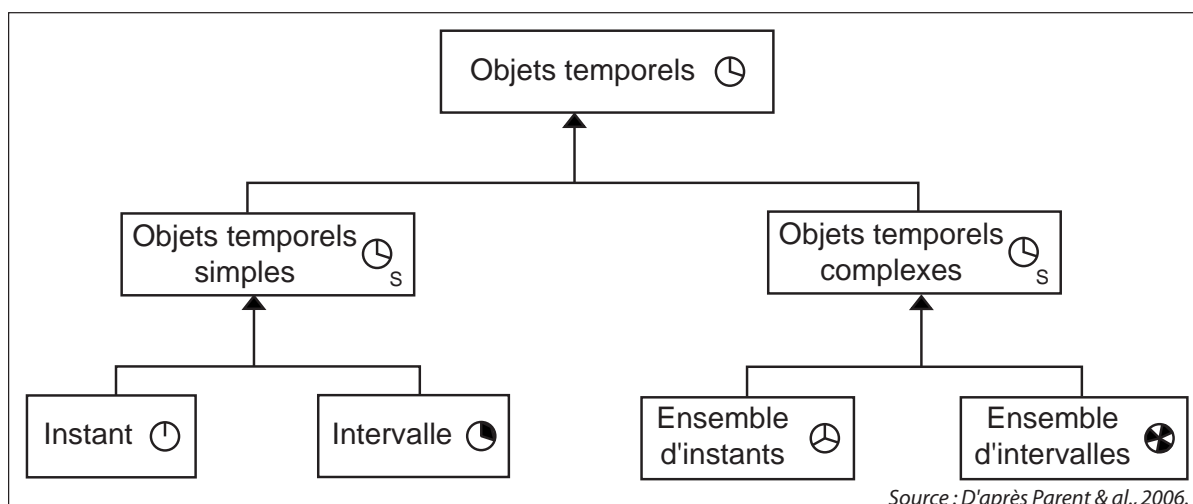 Objets temporels
Objets temporels
simples
S
Objets temporels
complexes
S
Instant
Intervalle
Ensemble
d'instants
Ensemble
d'intervalles
Source : D'après Parent & al., 2006.